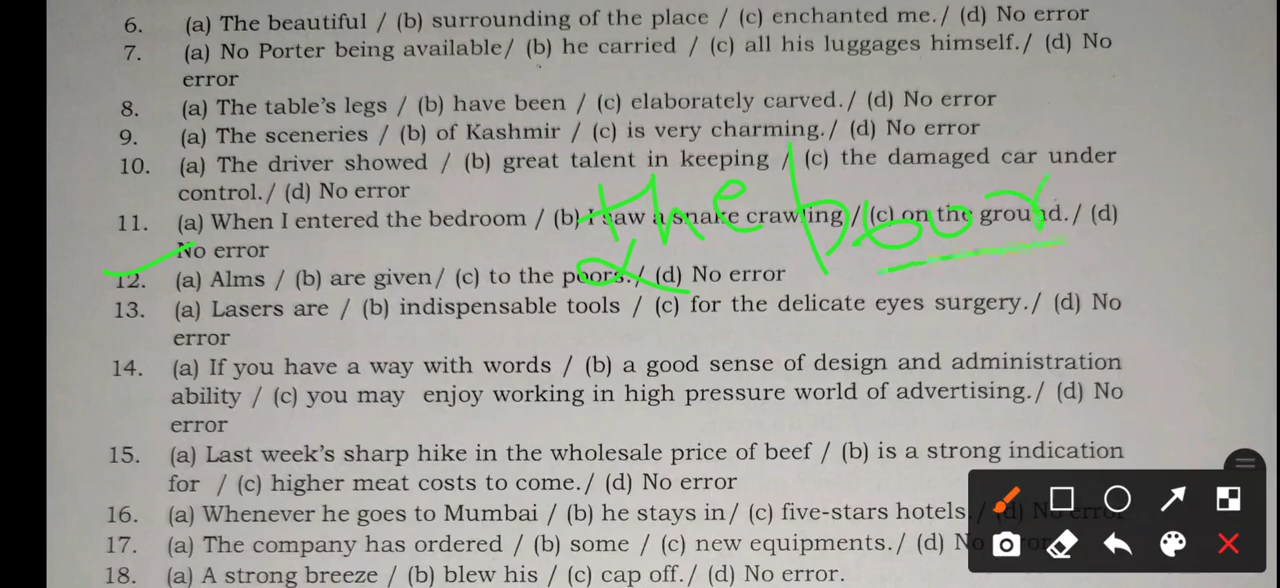 6. (a) The beautiful / (b) surrounding of the place / (c) enchanted me./ (d) No error
7. (a) No Porter being available/ (b) he carried / (c) all his luggages himself./ (d) No
error
8. (a) The table's legs / (b) have been / (c) elaborately carved./ (d) No error
9. (a) The sceneries / (b) of Kashmir / (c) is very charming./ (d) No error
10. (a) The driver showed / (b) great talent in keeping / (c) the damaged car under
control./ (d) No error
the poor
11. (a) When I entered the bedroom / (b) I saw a snake crawling / (c) on the ground./ (d)
No error
12. (a) Alms / (b) are given/ (c) to the poors./ (d) No error
13. (a) Lasers are / (b) indispensable tools / (c) for the delicate eyes surgery./ (d) No
error
14. (a) If you have a way with words / (b) a good sense of design and administration
ability / (c) you may enjoy working in high pressure world of advertising./ (d) No
error
15. (a) Last week's sharp hike in the wholesale price of beef / (b) is a strong indication
for / (c) higher meat costs to come./ (d) No error
16. (a) Whenever he goes to Mumbai / (b) he stays in/ (c) five-stars hotels./ (d) No error
17. (a) The company has ordered / (b) some / (c) new equipments./ (d) No
18. (a) A strong breeze / (b) blew his / (c) cap off./ (d) No error.